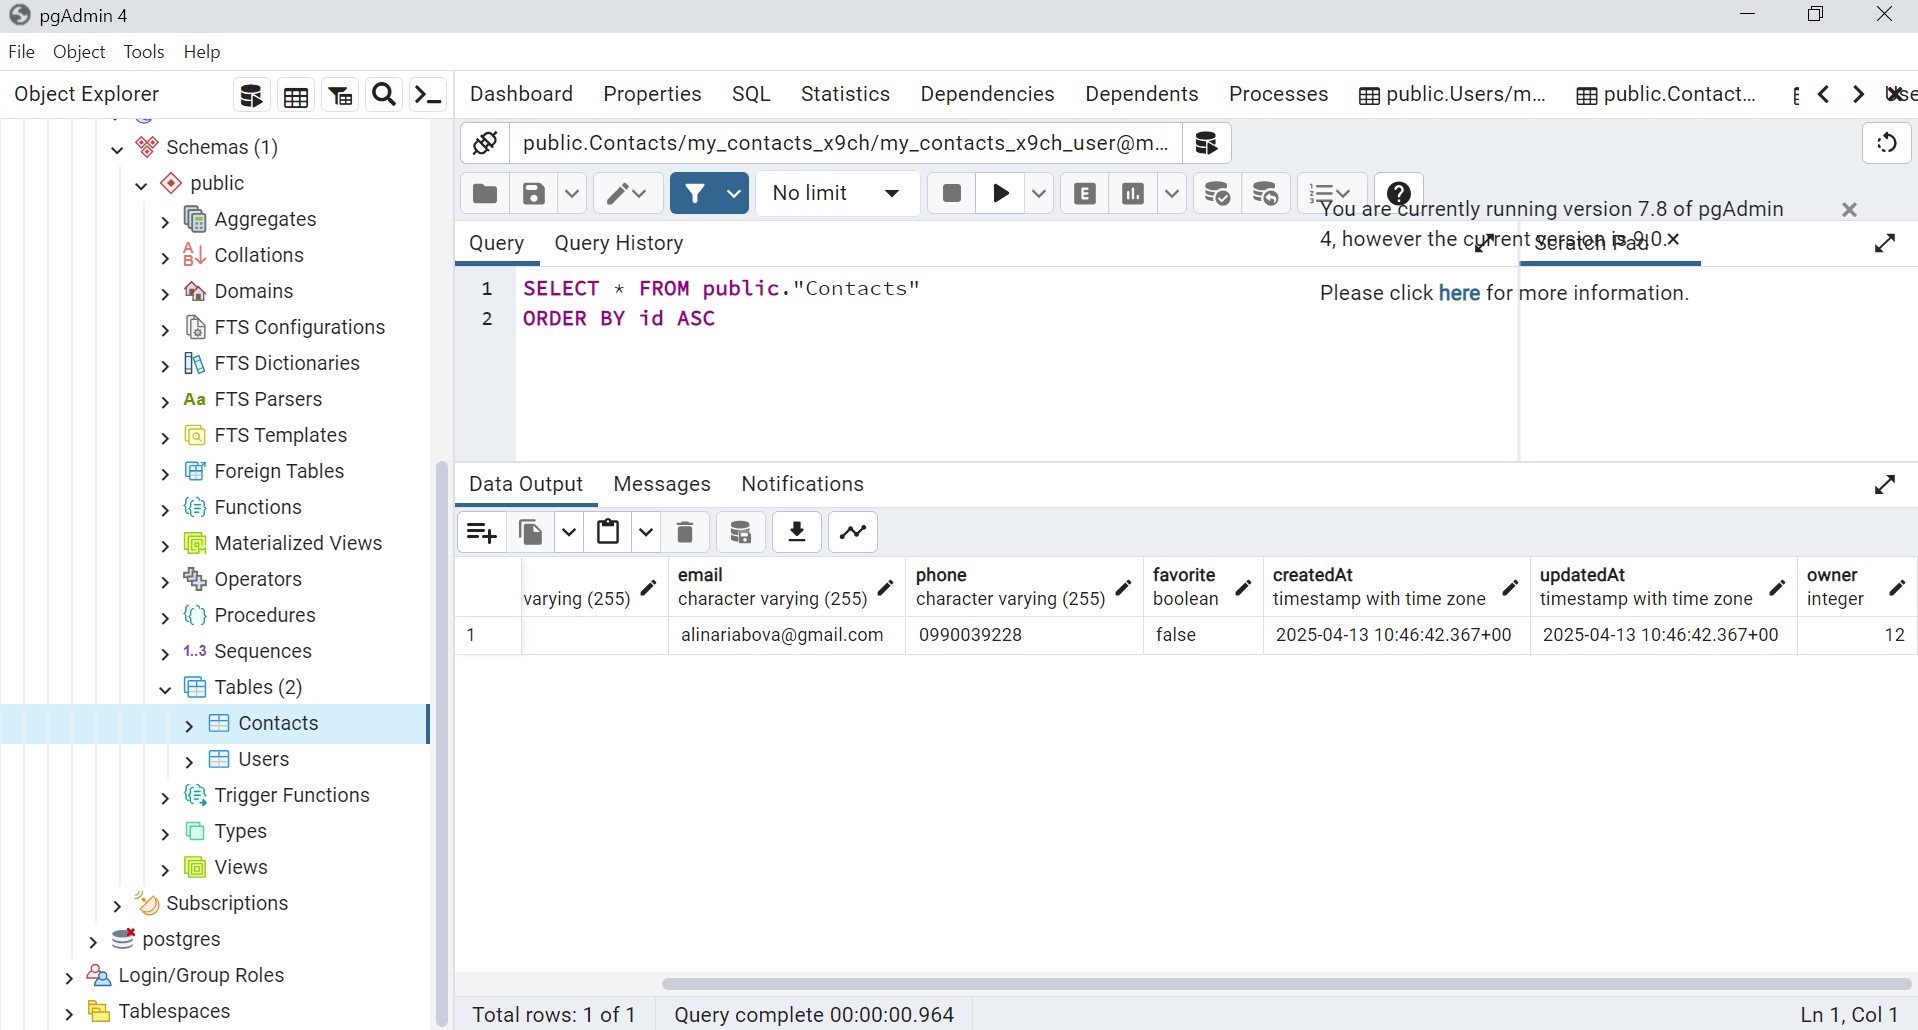 pgAdmin 4
File Object Tools Help
Object Explorer
Dashboard Properties SQL Statistics Dependencies Dependents Processes public.Users/m... public.Contact...
Schemas (1)
public
Aggregates
Collations
Domains
FTS Configurations
FTS Dictionaries
Aa FTS Parsers
FTS Templates
Foreign Tables
Functions
Materialized Views
Operators
Procedures
1..3 Sequences
Tables (2)
Contacts
Users
Trigger Functions
Types
Views
Subscriptions
postgres
Login/Group Roles
Tablespaces
public.Contacts/my_contacts_x9ch/my_contacts_x9ch_user@m...
No limit
E
You are currently running version 7.8 of pgAdmin
4, however the current version is 9.0.
Please click here for more information.
Query Query History
Scratch Pad
1 SELECT * FROM public."Contacts"
2 ORDER BY id ASC
Data Output Messages Notifications
varying (255)
email
character varying (255)
phone
character varying (255)
favorite
boolean
createdAt
timestamp with time zone
updatedAt
timestamp with time zone
owner
integer
1 alinariabova@gmail.com 0990039228 false 2025-04-13 10:46:42.367+00 2025-04-13 10:46:42.367+00 12
Total rows: 1 of 1 Query complete 00:00:00.964 Ln 1, Col 1